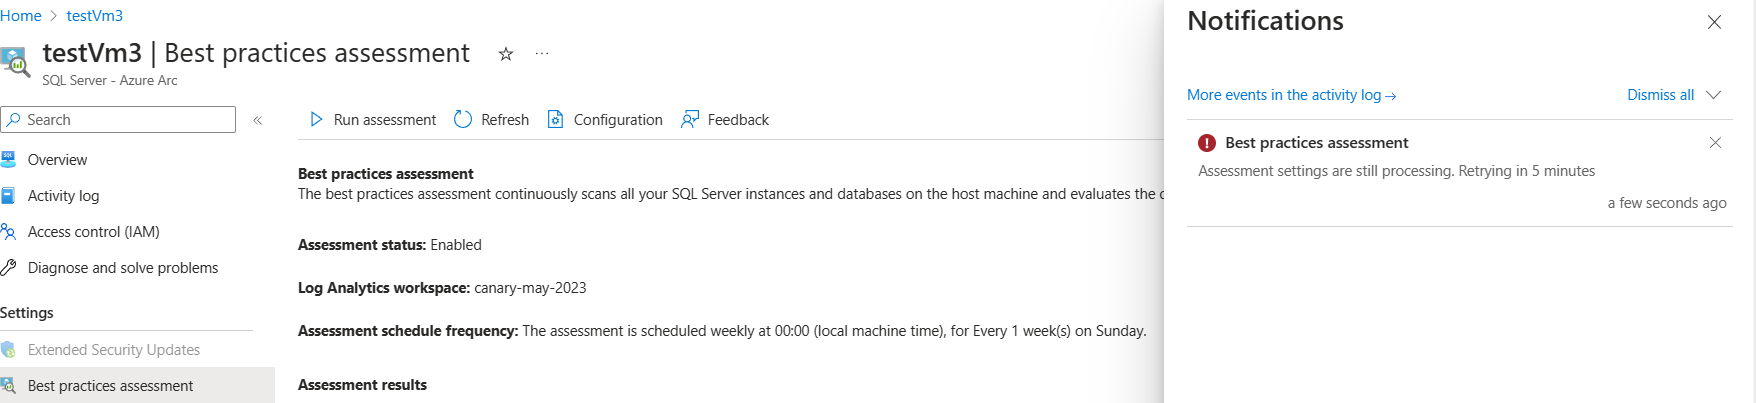 Home > testVm3
testVm3 | Best practices assessment
SQL Server - Azure Arc
Search
Overview
Activity log
Access control (IAM)
Diagnose and solve problems
Settings
Extended Security Updates
Best practices assessment
Run assessment Refresh Configuration Feedback
Best practices assessment
The best practices assessment continuously scans all your SQL Server instances and databases on the host machine and evaluates the
Assessment status: Enabled
Log Analytics workspace: canary-may-2023
Assessment schedule frequency: The assessment is scheduled weekly at 00:00 (local machine time), for Every 1 week(s) on Sunday.
Assessment results
Notifications
More events in the activity log →
Dismiss all
Best practices assessment
Assessment settings are still processing. Retrying in 5 minutes
a few seconds ago